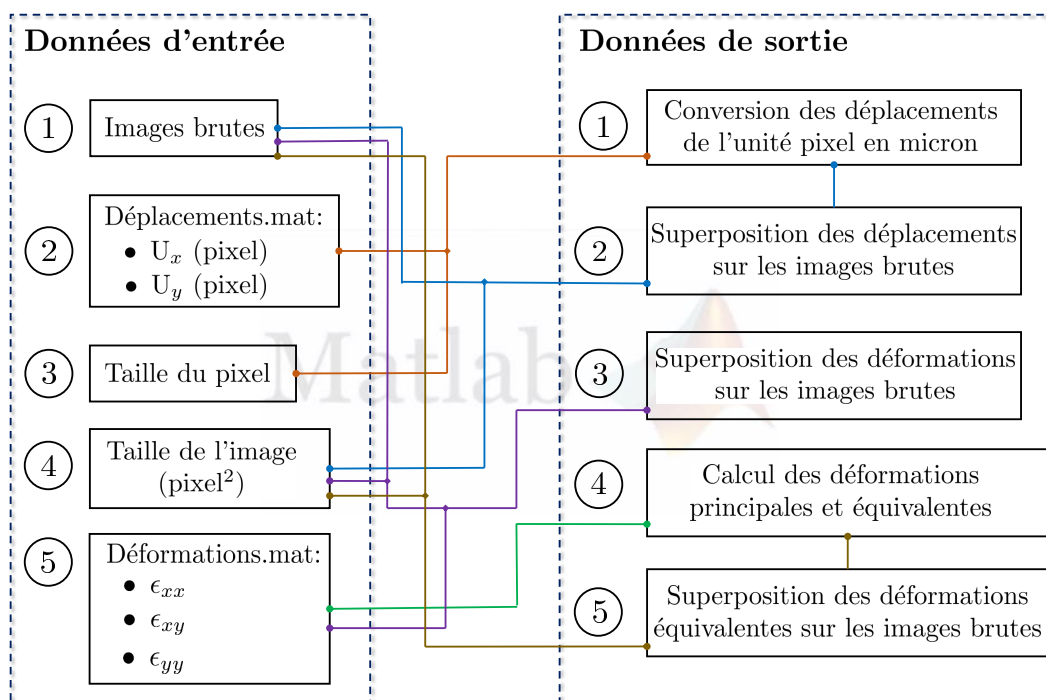 Données d'entrée
1
Images brutes
2
Déplacements.mat:
• Uₓ (pixel)
• U_y (pixel)
3
Taille du pixel
4
Taille de l'image
(pixel²)
5
Déformations.mat:
• ϵ_xx
• ϵ_xy
• ϵ_yy
Matlab
Données de sortie
1
Conversion des déplacements
de l'unité pixel en micron
2
Superposition des déplacements
sur les images brutes
3
Superposition des déformations
sur les images brutes
4
Calcul des déformations
principales et équivalentes
5
Superposition des déformations
équivalentes sur les images brutes